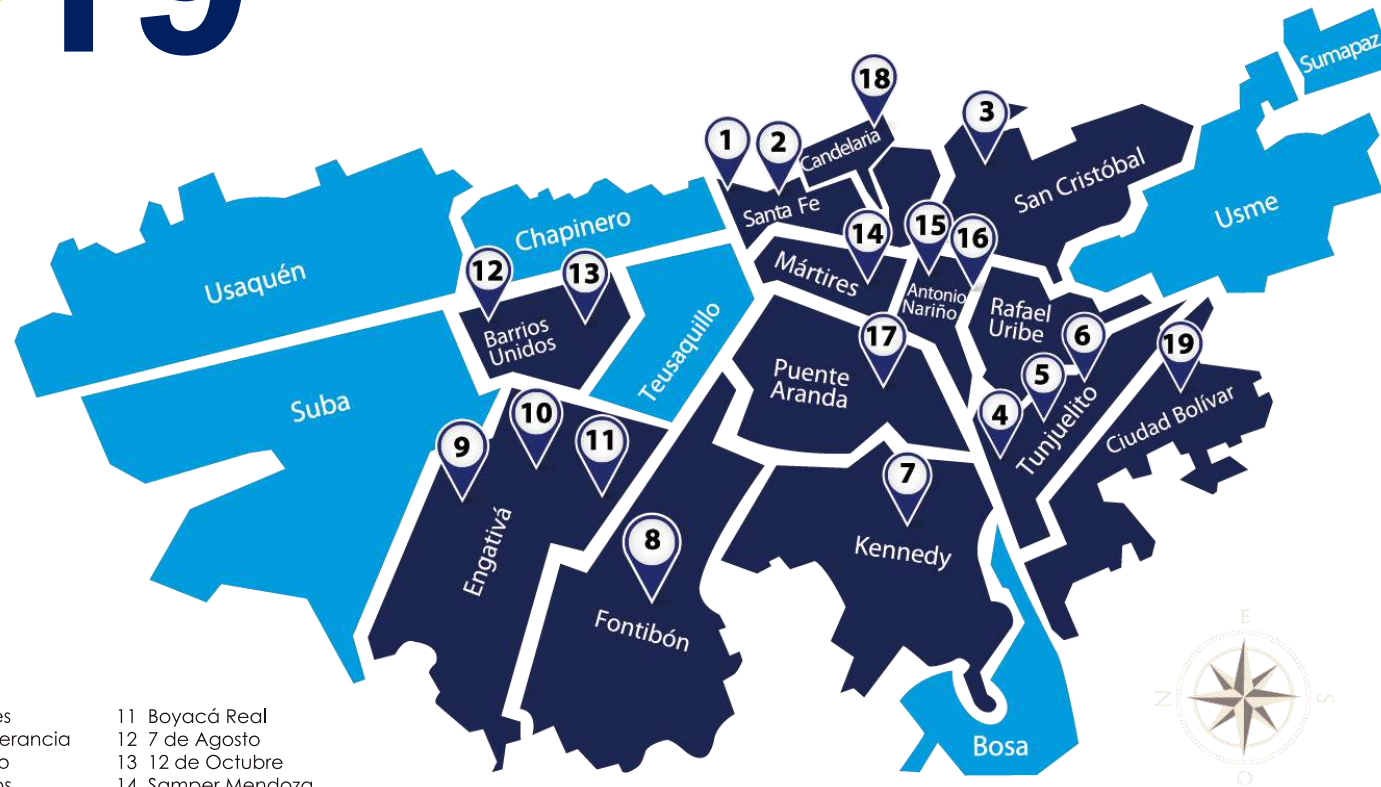 19
Sumapaz
18
3
1
2
Candelaria
San Cristóbal
Santa Fe
Usme
Chapinero
14
15
16
Usaquén
12
13
Mártires
Antonio
Nariño
Rafael
Uribe
Barrios
Unidos
Teusaquillo
17
6
19
Puente
Aranda
5
Suba
10
4
Tunjuelito
Ciudad Bolívar
9
11
7
Engativá
8
Kennedy
Fontibón
Bosa
E
N
S
O
11 Boyacá Real
12 7 de Agosto
13 12 de Octubre
14 Samper Mendoza